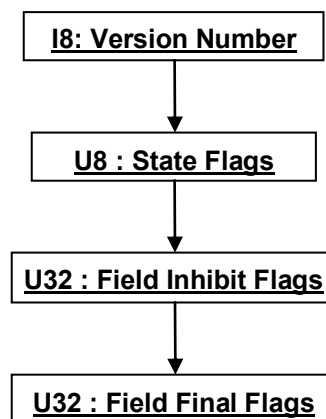 I8: Version Number
U8 : State Flags
U32 : Field Inhibit Flags
U32 : Field Final Flags